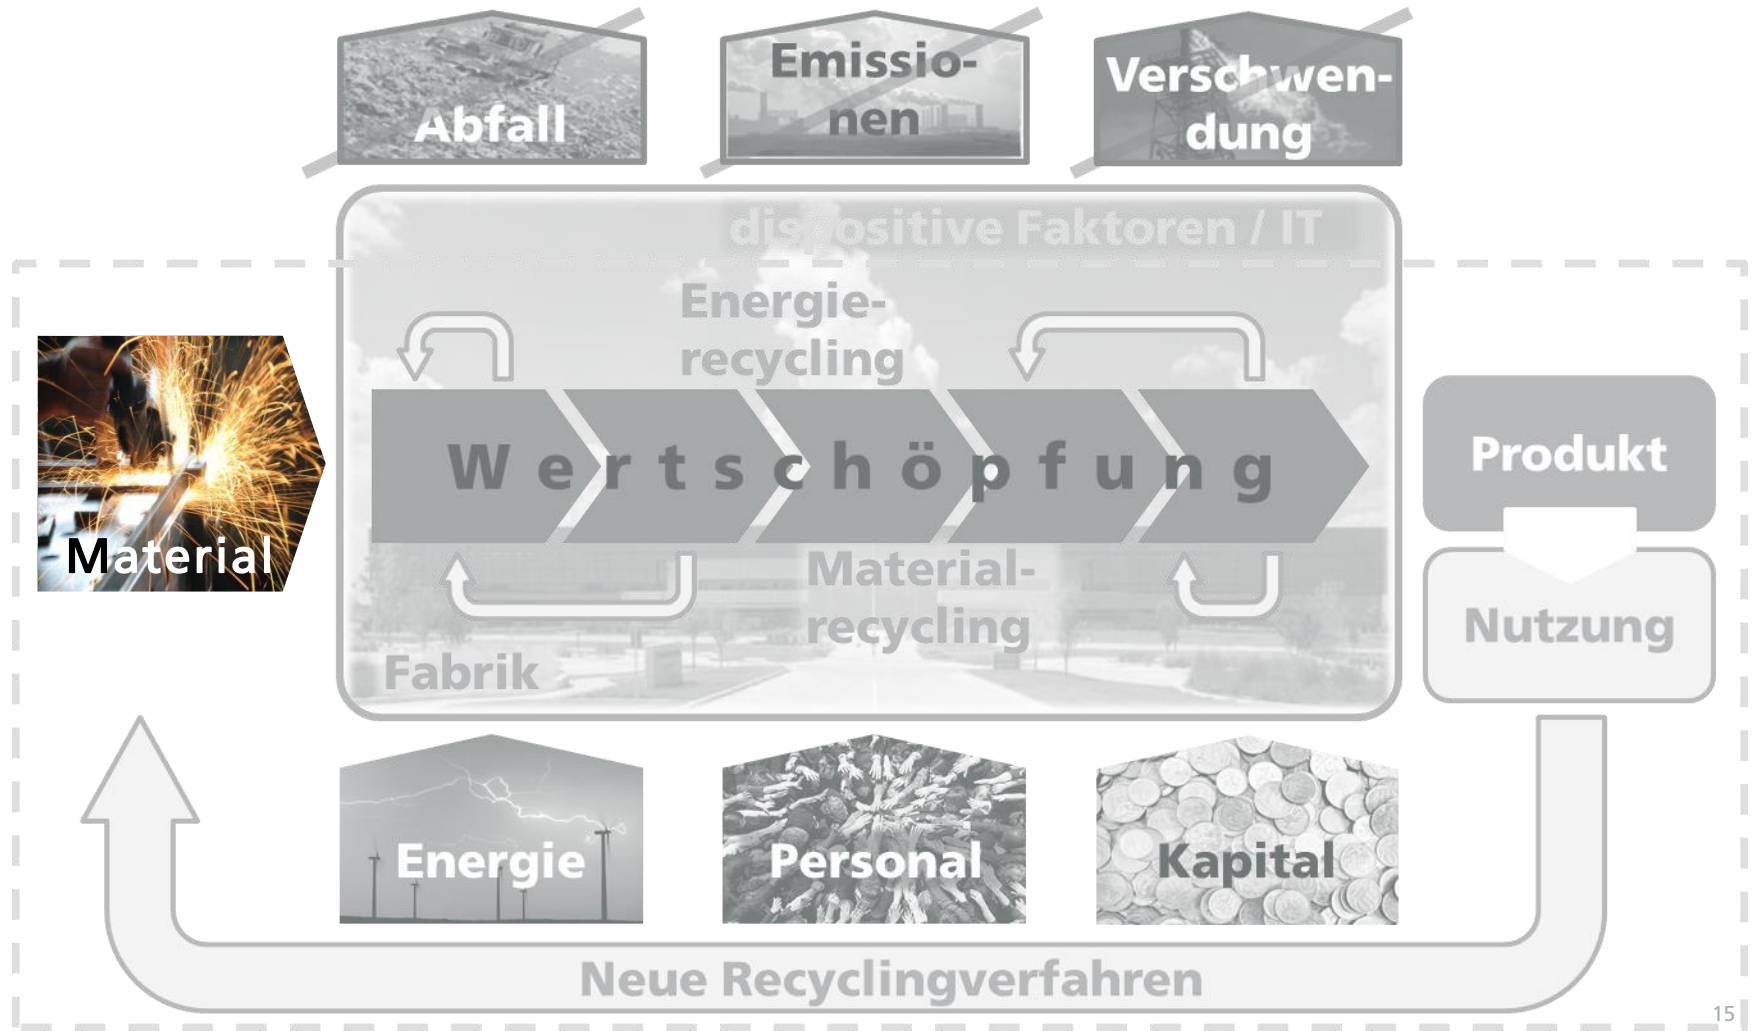 Abfall
Emissio-
nen
Verschwen-
dung
dispositive Faktoren / IT
Energie-
recycling
Material
Wertschöpfung
Produkt
Material-
recycling
Nutzung
Fabrik
Energie
Personal
Kapital
Neue Recyclingverfahren
15